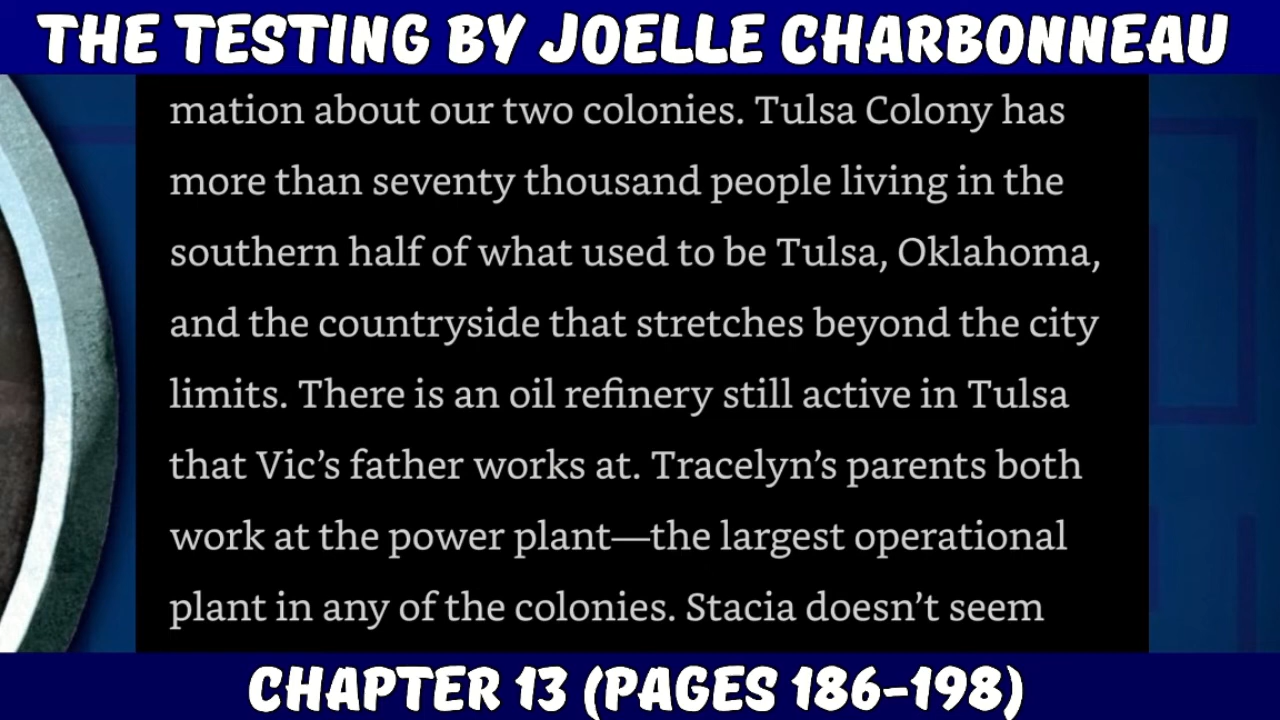 THE TESTING BY JOELLE CHARBONNEAU
mation about our two colonies. Tulsa Colony has
more than seventy thousand people living in the
southern half of what used to be Tulsa, Oklahoma,
and the countryside that stretches beyond the city
limits. There is an oil refinery still active in Tulsa
that Vic’s father works at. Tracelyn’s parents both
work at the power plant—the largest operational
plant in any of the colonies. Stacia doesn’t seem
CHAPTER 13 (PAGES 186-198)